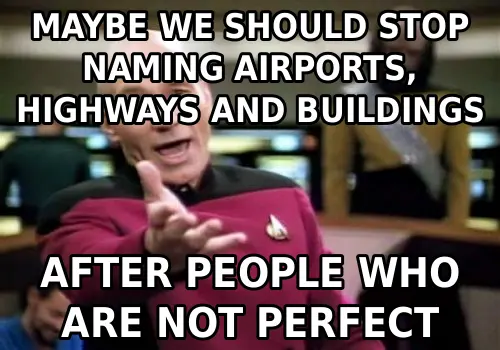 MAYBE WE SHOULD STOP
NAMING AIRPORTS,
HIGHWAYS AND BUILDINGS
AFTER PEOPLE WHO
ARE NOT PERFECT